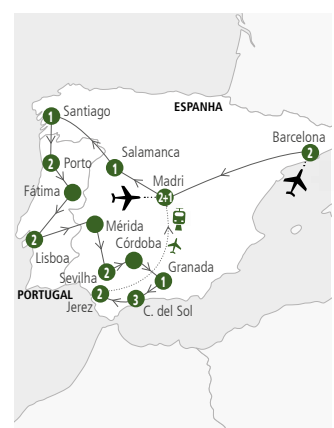 Santiago
1
ESPANHA
Barcelona
2
Salamanca
1
2
Porto
Madri
2+1
Fátima
Mérida
2
Lisboa
Córdoba
Sevilha
2
Granada
1
PORTUGAL
2
Jerez
3
C. del Sol